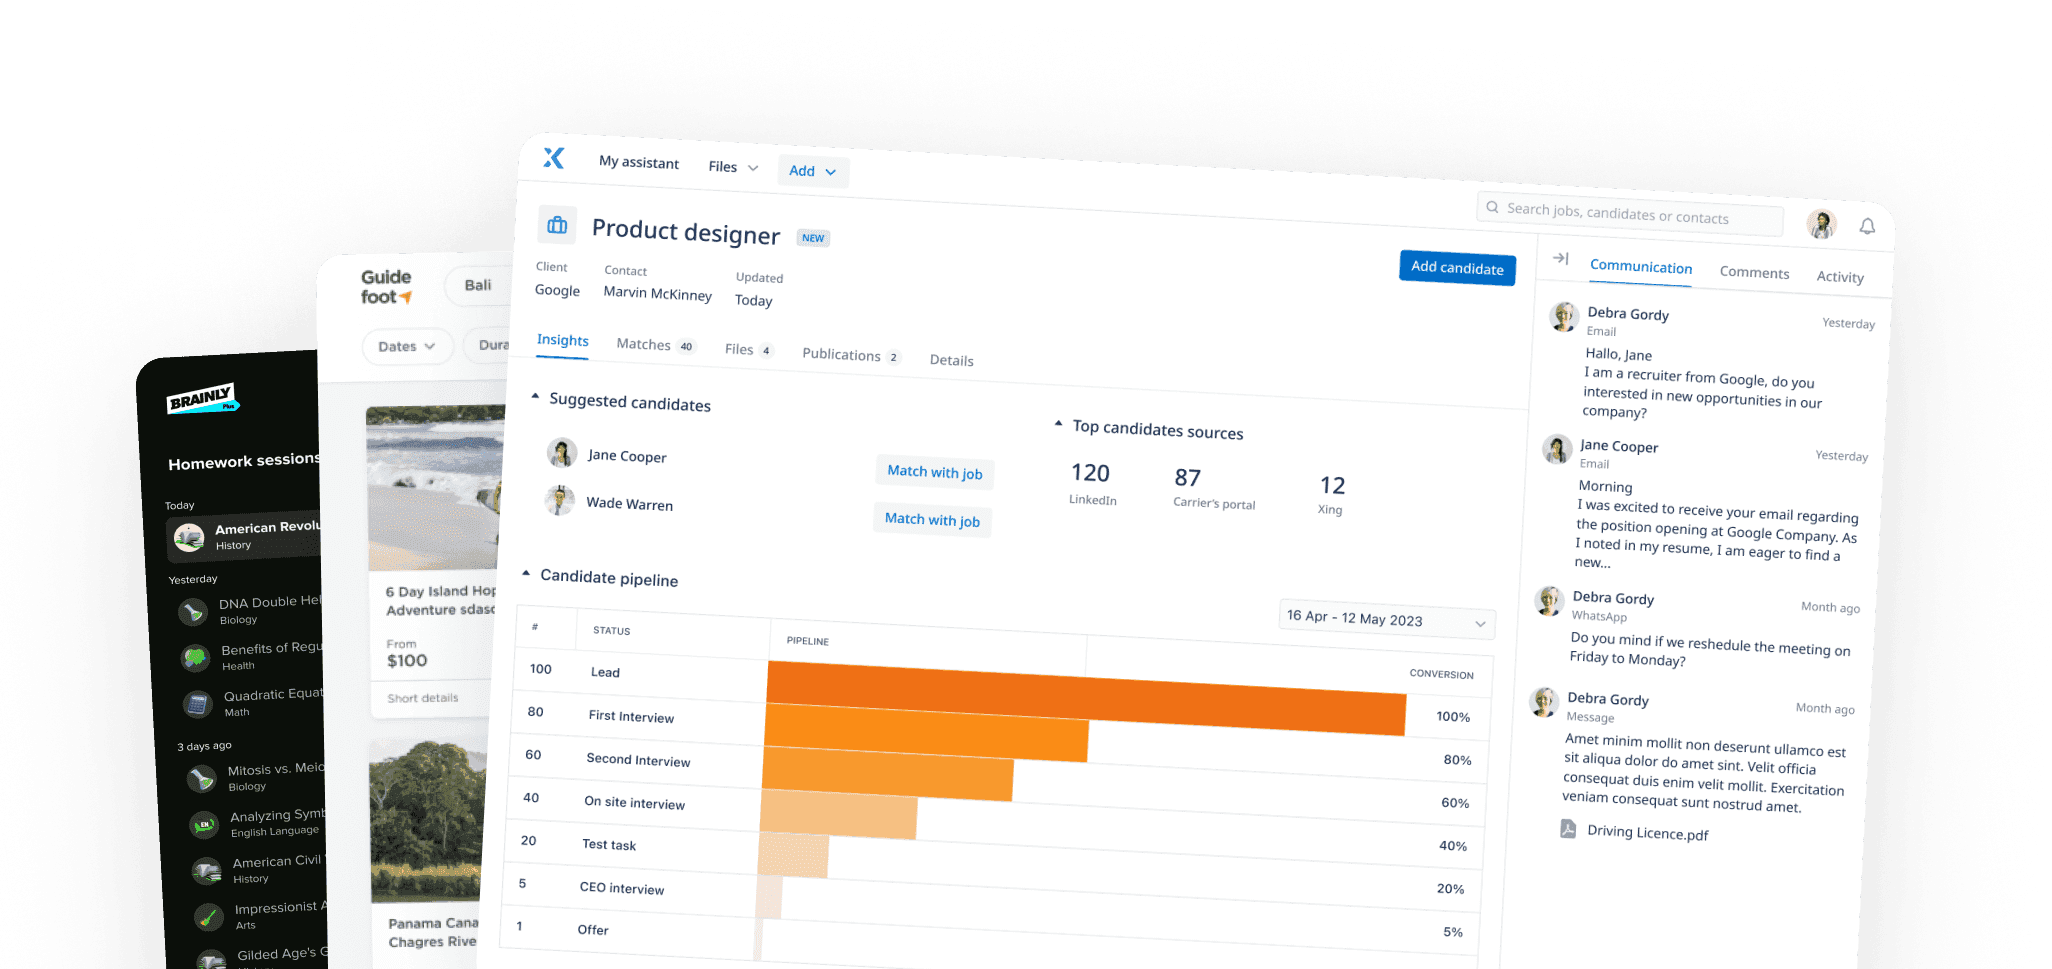 BRAINLY
Plus
Homework sessions
Today
American Revolu
History
Yesterday
DNA Double Hel
Biology
Benefits of Regu
Health
Quadratic Equat
Math
3 days ago
Mitosis vs. Meio
Biology
Analyzing Symb
English Language
American Civil
History
Impressionist A
Arts
Gilded Age's G
Guide
foot
Bali
Dates
Dura
6 Day Island Hop
Adventure sdasd
From
$100
Short details
Panama Cana
Chagres Rive
My assistant
Files
Add
Search jobs, candidates or contacts
Product designer
NEW
Client
Google
Contact
Marvin McKinney
Updated
Today
Add candidate
Insights
Matches 40
Files 4
Publications 2
Details
Suggested candidates
Jane Cooper
Match with job
Wade Warren
Match with job
Top candidates sources
120
LinkedIn
87
Carrier's portal
12
Xing
Candidate pipeline
16 Apr - 12 May 2023
# STATUS PIPELINE CONVERSION
100 Lead 100%
80 First Interview 80%
60 Second Interview 60%
40 On site interview 40%
20 Test task 20%
5 CEO interview 5%
1 Offer
Communication
Comments
Activity
Debra Gordy
Yesterday
Email
Hallo, Jane
I am a recruiter from Google, do you
interested in new opportunities in our
company?
Jane Cooper
Yesterday
Email
Morning
I was excited to receive your email regarding
the position opening at Google Company. As
I noted in my resume, I am eager to find a
new...
Debra Gordy
Month ago
WhatsApp
Do you mind if we reshedule the meeting on
Friday to Monday?
Debra Gordy
Month ago
Message
Amet minim mollit non deserunt ullamco est
sit aliqua dolor do amet sint. Velit officia
consequat duis enim velit mollit. Exercitation
veniam consequat sunt nostrud amet.
Driving Licence.pdf